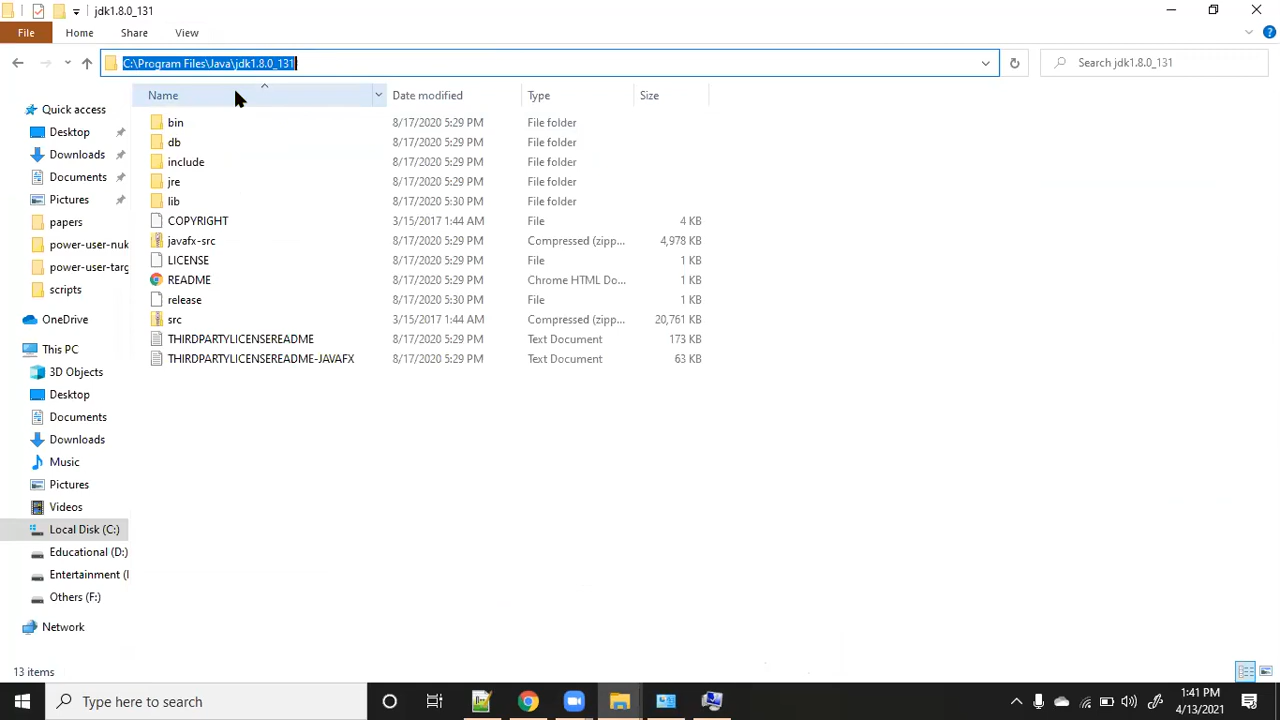 jdk1.8.0_131
File Home Share View
C:\Program Files\Java\jdk1.8.0_131
Search jdk1.8.0_131
Name Date modified Type Size
Quick access
Desktop
Downloads
Documents
Pictures
papers
power-user-nuk
power-user-targ
scripts
OneDrive
This PC
3D Objects
Desktop
Documents
Downloads
Music
Pictures
Videos
Local Disk (C:)
Educational (D:)
Entertainment (I
Others (F:)
Network
bin 8/17/2020 5:29 PM File folder
db 8/17/2020 5:29 PM File folder
include 8/17/2020 5:29 PM File folder
jre 8/17/2020 5:29 PM File folder
lib 8/17/2020 5:30 PM File folder
COPYRIGHT 3/15/2017 1:44 AM File 4 KB
javafx-src 8/17/2020 5:29 PM Compressed (zipp... 4,978 KB
LICENSE 8/17/2020 5:29 PM File 1 KB
README 8/17/2020 5:29 PM Chrome HTML Do... 1 KB
release 8/17/2020 5:30 PM File 1 KB
src 3/15/2017 1:44 AM Compressed (zipp... 20,761 KB
THIRDPARTYLICENSEREADME 8/17/2020 5:29 PM Text Document 173 KB
THIRDPARTYLICENSEREADME-JAVAFX 8/17/2020 5:29 PM Text Document 63 KB
13 items
Type here to search
1:41 PM
4/13/2021